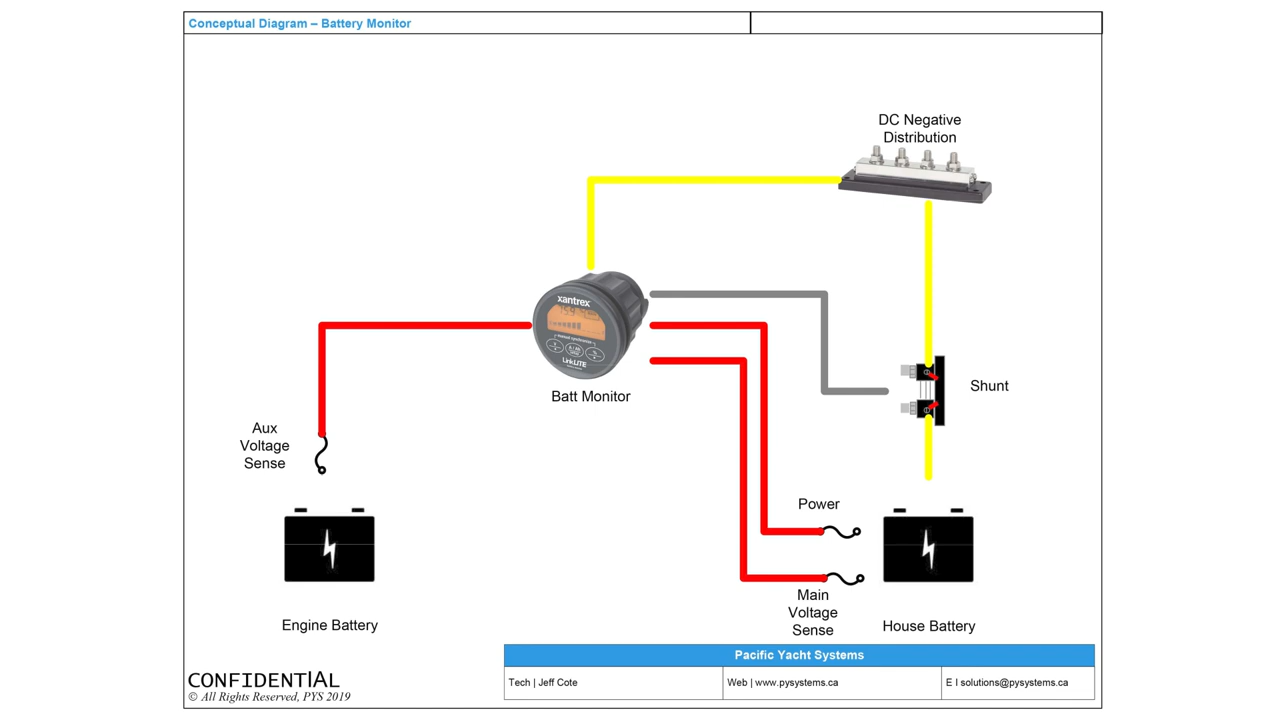 Conceptual Diagram – Battery Monitor
DC Negative
Distribution
xantrex
LinkLITE
Batt Monitor
Shunt
Aux
Voltage
Sense
Power
Main
Voltage
Sense
Engine Battery
House Battery
Pacific Yacht Systems
Tech | Jeff Cote
Web | www.pysystems.ca
E I solutions@pysystems.ca
CONFIDENTIAL
© All Rights Reserved, PYS 2019